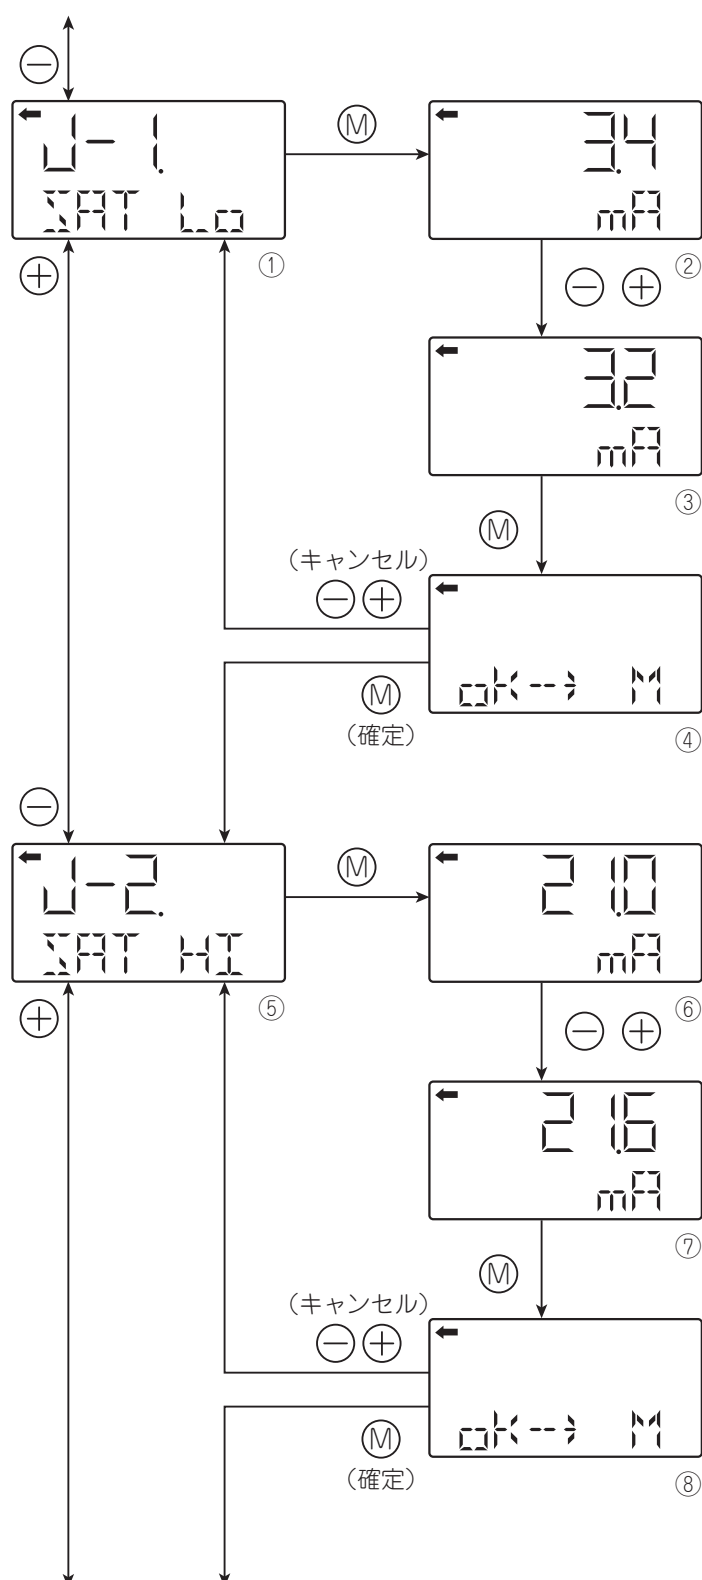 ⊖
← J-1.
SAT Lo
①
Ⓜ
← 3.4
mA
②
⊕
⊖ ⊕
← 3.2
mA
③
Ⓜ
(キャンセル)
⊖ ⊕
← 
oK--→ M
④
Ⓜ
(確定)
⊖
← J-2.
SAT HI
⑤
Ⓜ
← 21.0
mA
⑥
⊕
⊖ ⊕
← 21.6
mA
⑦
Ⓜ
(キャンセル)
⊖ ⊕
← 
oK--→ M
⑧
Ⓜ
(確定)